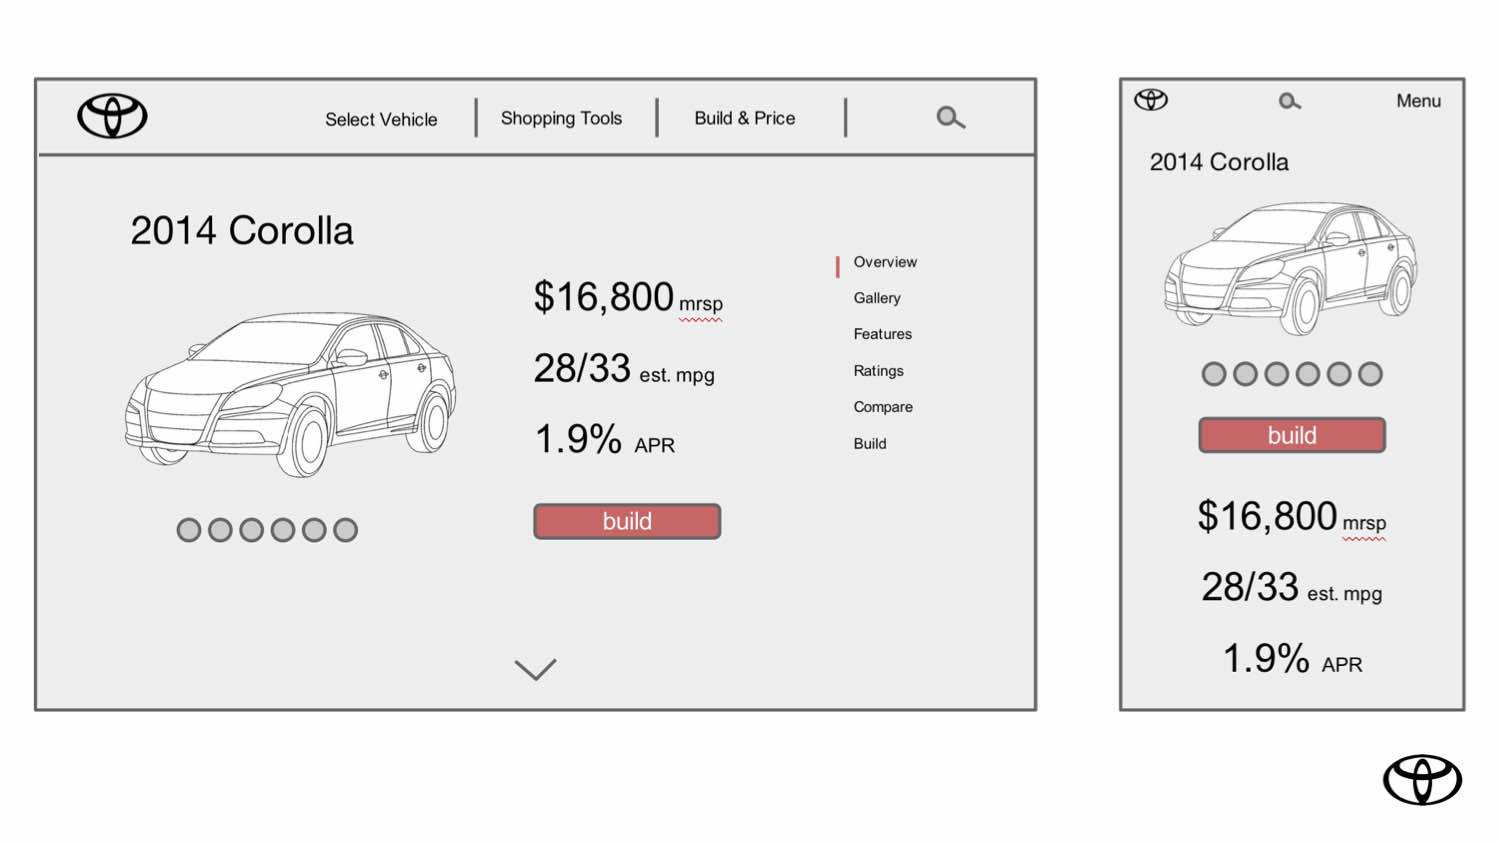 Select Vehicle
Shopping Tools
Build & Price
2014 Corolla
$16,800 mrsp
28/33 est. mpg
1.9% APR
build
Overview
Gallery
Features
Ratings
Compare
Build
Menu
2014 Corolla
build
$16,800 mrsp
28/33 est. mpg
1.9% APR